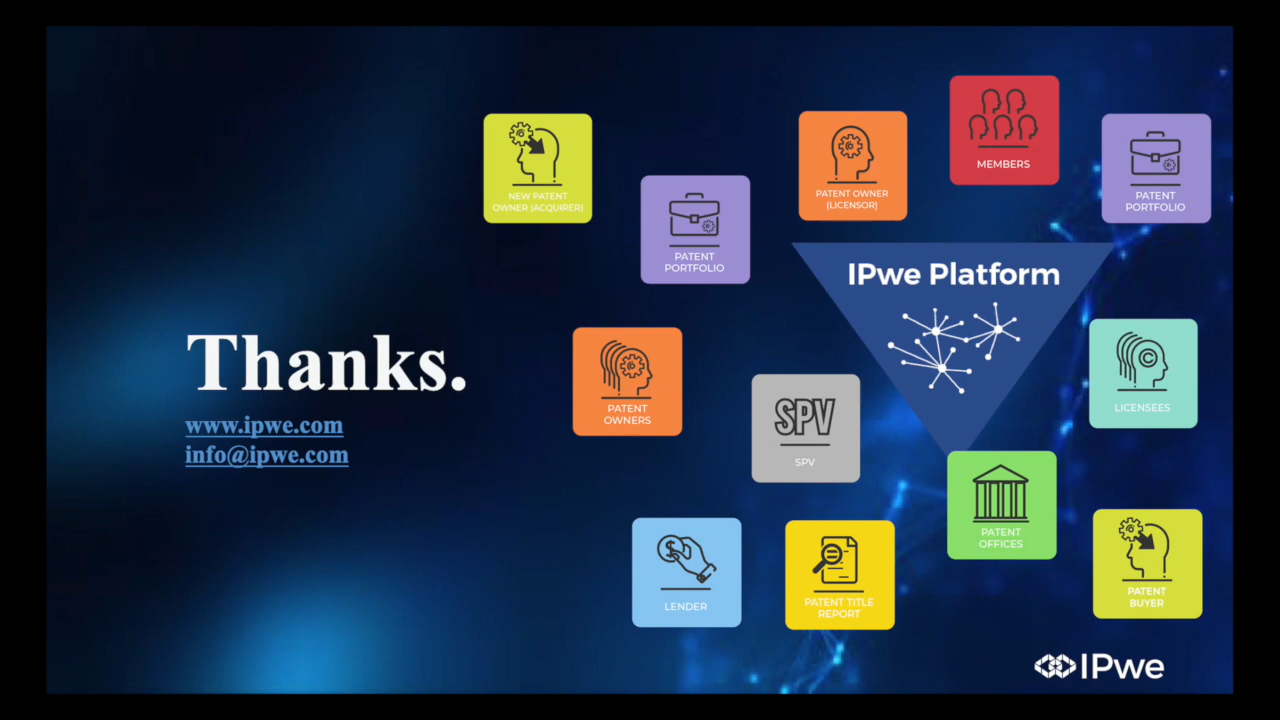 Thanks.
www.ipwe.com
info@ipwe.com
NEW PATENT
OWNER (ACQUIRER)
PATENT
PORTFOLIO
PATENT OWNER
(LICENSOR)
MEMBERS
PATENT
PORTFOLIO
IPwe Platform
PATENT
OWNERS
SPV
SPV
C
LICENSEES
PATENT
OFFICES
$
LENDER
PATENT TITLE
REPORT
PATENT
BUYER
IPwe